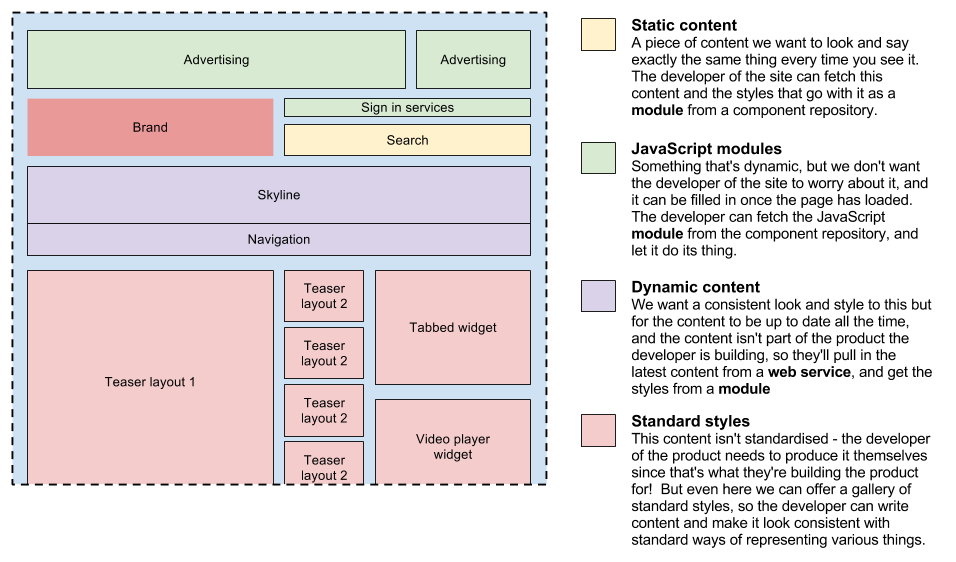 Advertising
Advertising
Sign in services
Brand
Search
Skyline
Navigation
Teaser layout 1
Teaser
layout 2
Teaser
layout 2
Teaser
layout 2
Teaser
layout 2
Tabbed widget
Video player
widget
Static content
A piece of content we want to look and say
exactly the same thing every time you see it.
The developer of the site can fetch this
content and the styles that go with it as a
module from a component repository.
JavaScript modules
Something that's dynamic, but we don't want
the developer of the site to worry about it, and
it can be filled in once the page has loaded.
The developer can fetch the JavaScript
module from the component repository, and
let it do its thing.
Dynamic content
We want a consistent look and style to this but
for the content to be up to date all the time,
and the content isn't part of the product the
developer is building, so they'll pull in the
latest content from a web service, and get the
styles from a module
Standard styles
This content isn't standardised - the developer
of the product needs to produce it themselves
since that's what they're building the product
for!  But even here we can offer a gallery of
standard styles, so the developer can write
content and make it look consistent with
standard ways of representing various things.